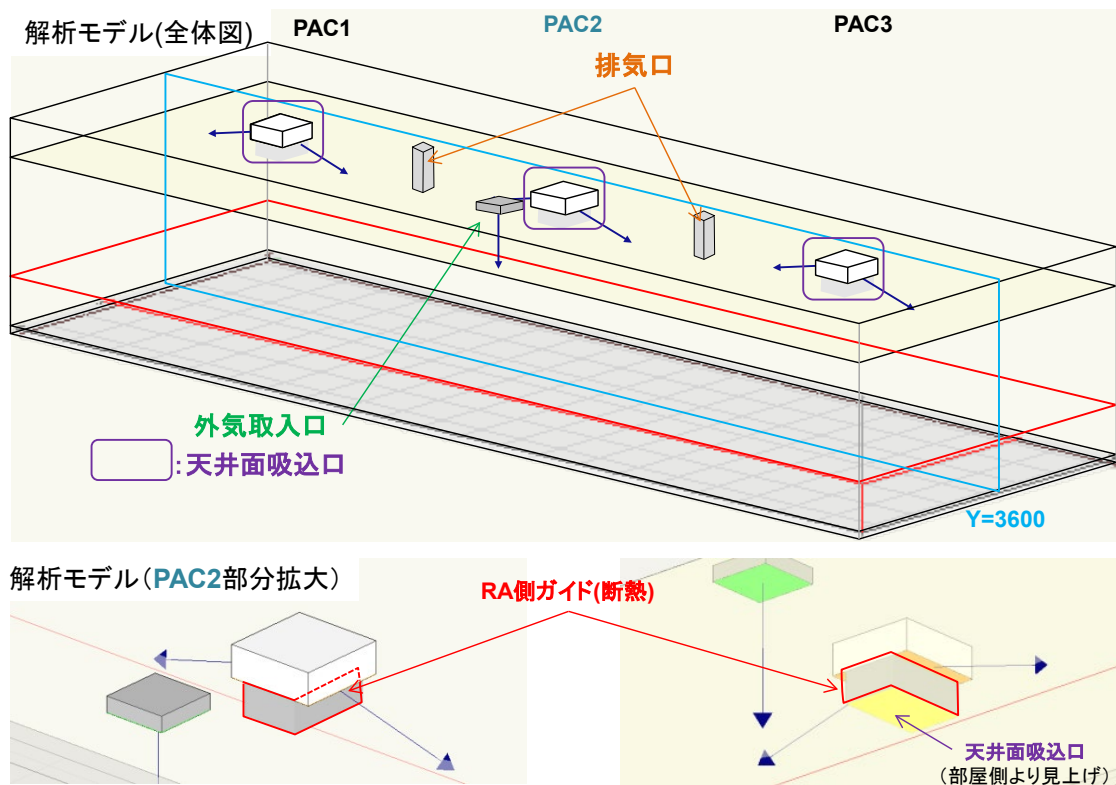 解析モデル(全体図)
PAC1
PAC2
PAC3
排気口
外気取入口
:天井面吸込口
Y=3600
解析モデル(PAC2部分拡大)
RA側ガイド(断熱)
天井面吸込口
(部屋側より見上げ)